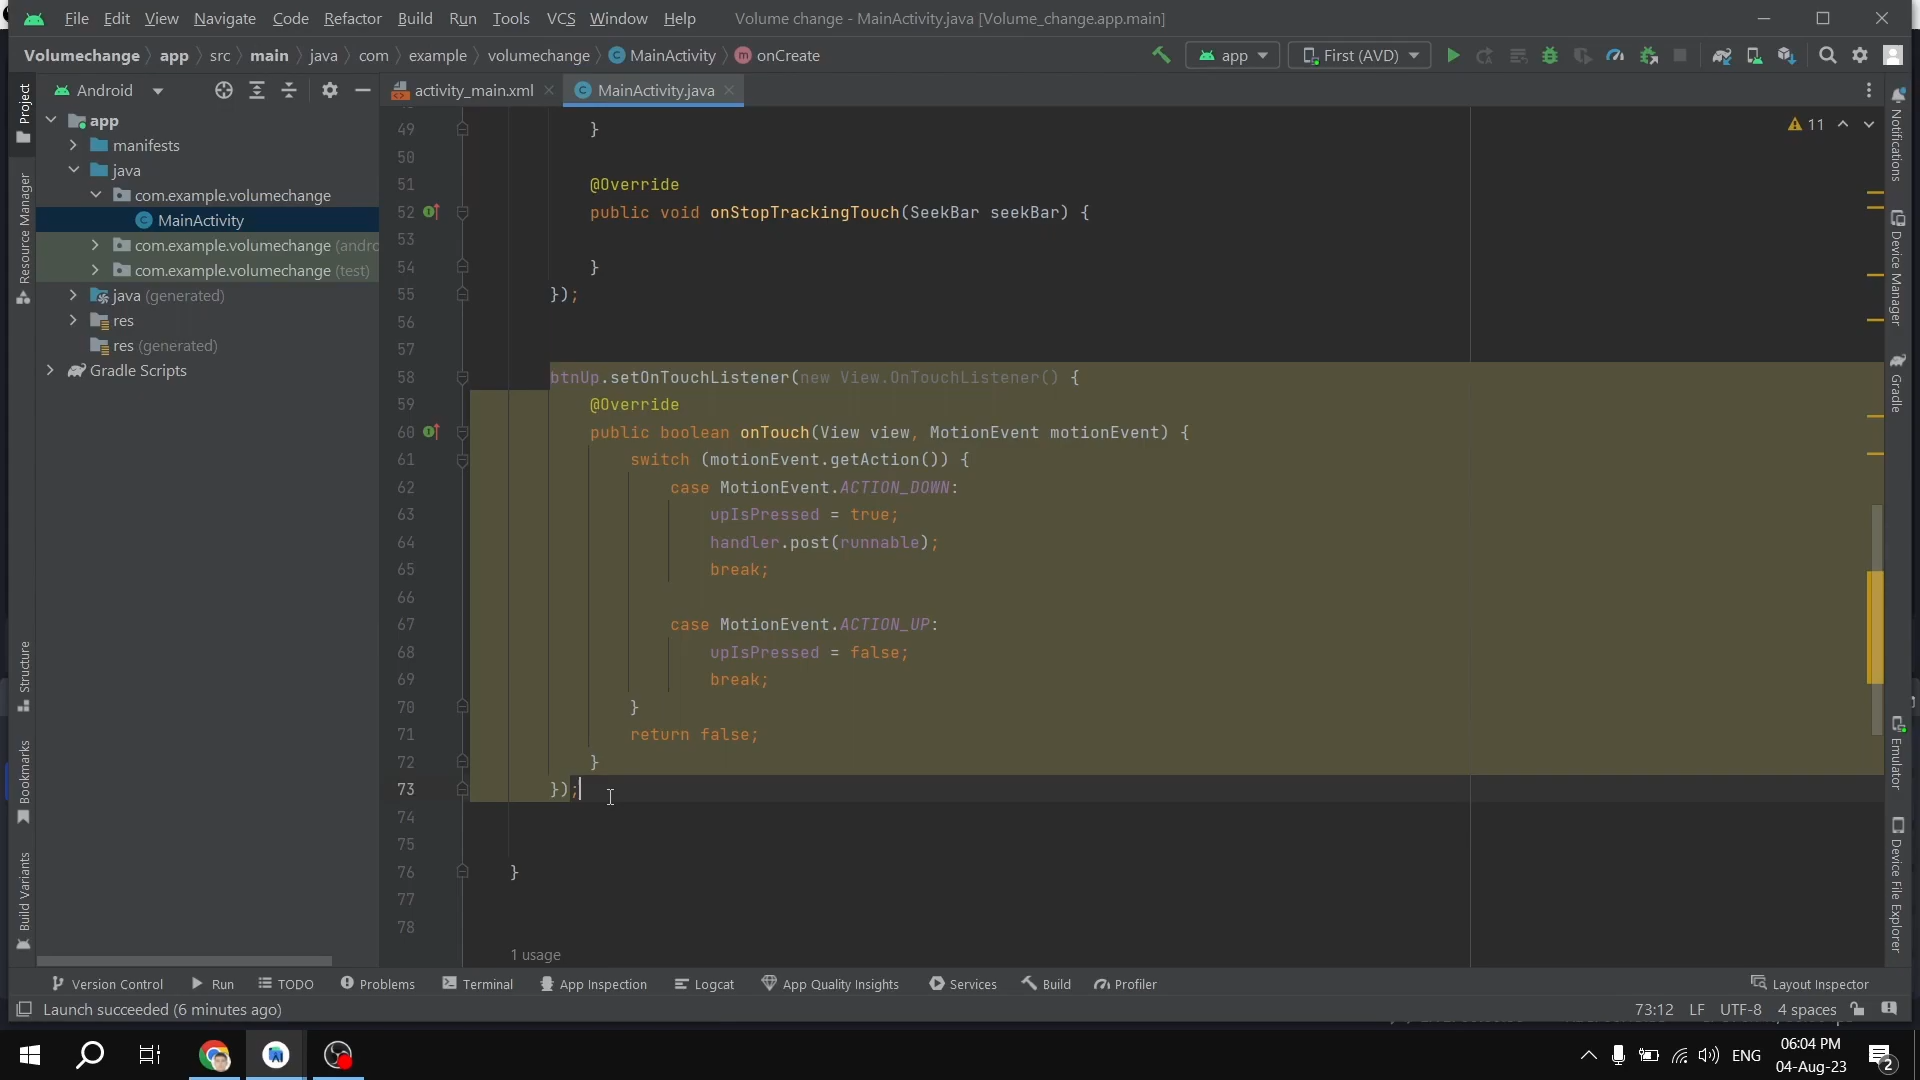 File Edit View Navigate Code Refactor Build Run Tools VCS Window Help Volume change - MainActivity.java [Volume_change.app.main]
Volumechange app src main java com example volumechange MainActivity onCreate app First (AVD)
Project
Android
activity_main.xml MainActivity.java
app
manifests
java
com.example.volumechange
MainActivity
com.example.volumechange (andro
com.example.volumechange (test)
java (generated)
res
res (generated)
Gradle Scripts
Resource Manager
Structure
Bookmarks
Build Variants
11
49 }
50
51 @Override
52 public void onStopTrackingTouch(SeekBar seekBar) {
53
54 }
55 });
56
57
58 btnUp.setOnTouchListener(new View.OnTouchListener() {
59 @Override
60 public boolean onTouch(View view, MotionEvent motionEvent) {
61 switch (motionEvent.getAction()) {
62 case MotionEvent.ACTION_DOWN:
63 upIsPressed = true;
64 handler.post(runnable);
65 break;
66
67 case MotionEvent.ACTION_UP:
68 upIsPressed = false;
69 break;
70 }
71 return false;
72 }
73 });
74
75
76 }
77
78
1 usage
Notifications
Device Manager
Gradle
Emulator
Device File Explorer
Version Control Run TODO Problems Terminal App Inspection Logcat App Quality Insights Services Build Profiler Layout Inspector
Launch succeeded (6 minutes ago) 73:12 LF UTF-8 4 spaces
ENG 06:04 PM
04-Aug-23 2